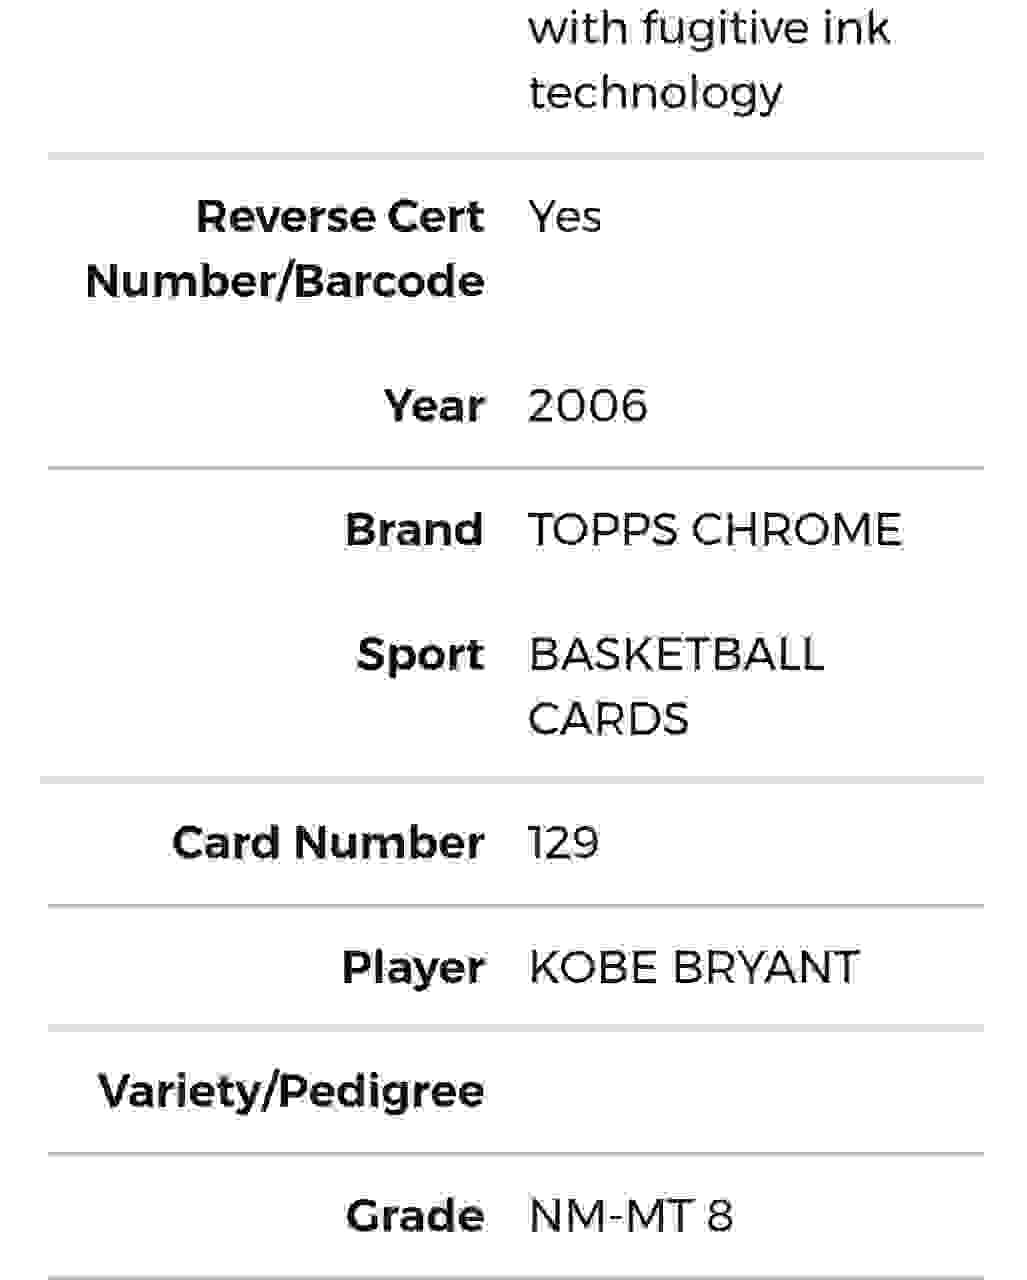 with fugitive ink
technology
Reverse Cert Yes
Number/Barcode
Year 2006
Brand TOPPS CHROME
Sport BASKETBALL
CARDS
Card Number 129
Player KOBE BRYANT
Variety/Pedigree
Grade NM-MT 8